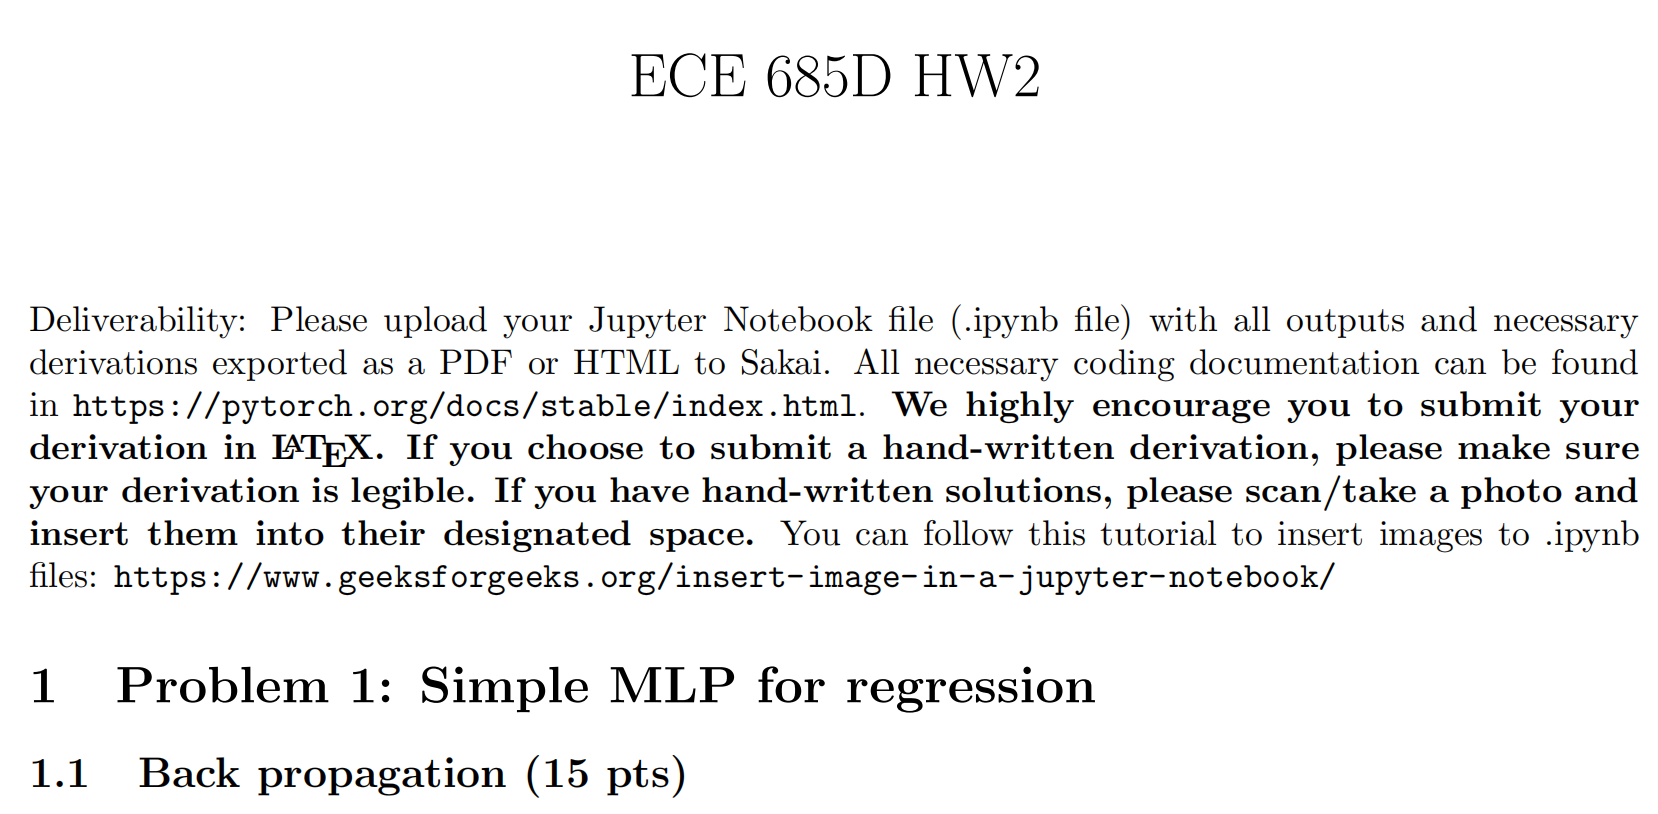 ECE 685D HW2
Deliverability: Please upload your Jupyter Notebook file (.ipynb file) with all outputs and necessary
derivations exported as a PDF or HTML to Sakai. All necessary coding documentation can be found
in https://pytorch.org/docs/stable/index.html. We highly encourage you to submit your
derivation in LATEX. If you choose to submit a hand-written derivation, please make sure
your derivation is legible. If you have hand-written solutions, please scan/take a photo and
insert them into their designated space. You can follow this tutorial to insert images to .ipynb
files: https://www.geeksforgeeks.org/insert-image-in-a-jupyter-notebook/
1 Problem 1: Simple MLP for regression
1.1 Back propagation (15 pts)